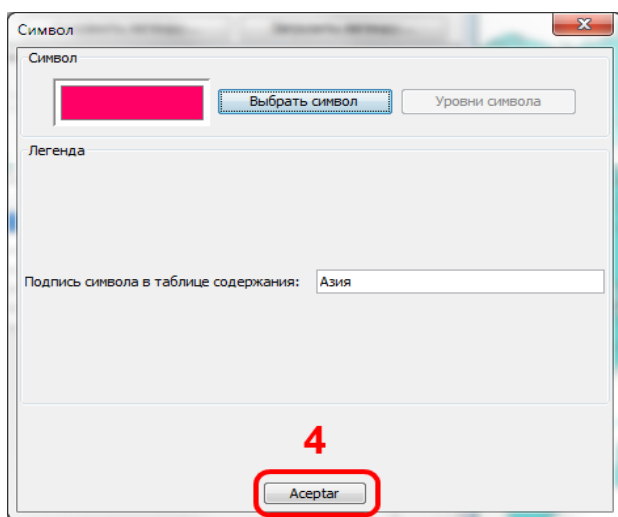 Символ
Символ
Выбрать символ
Уровни символа
Легенда
Подпись символа в таблице содержания:
Азия
4
Aceptar